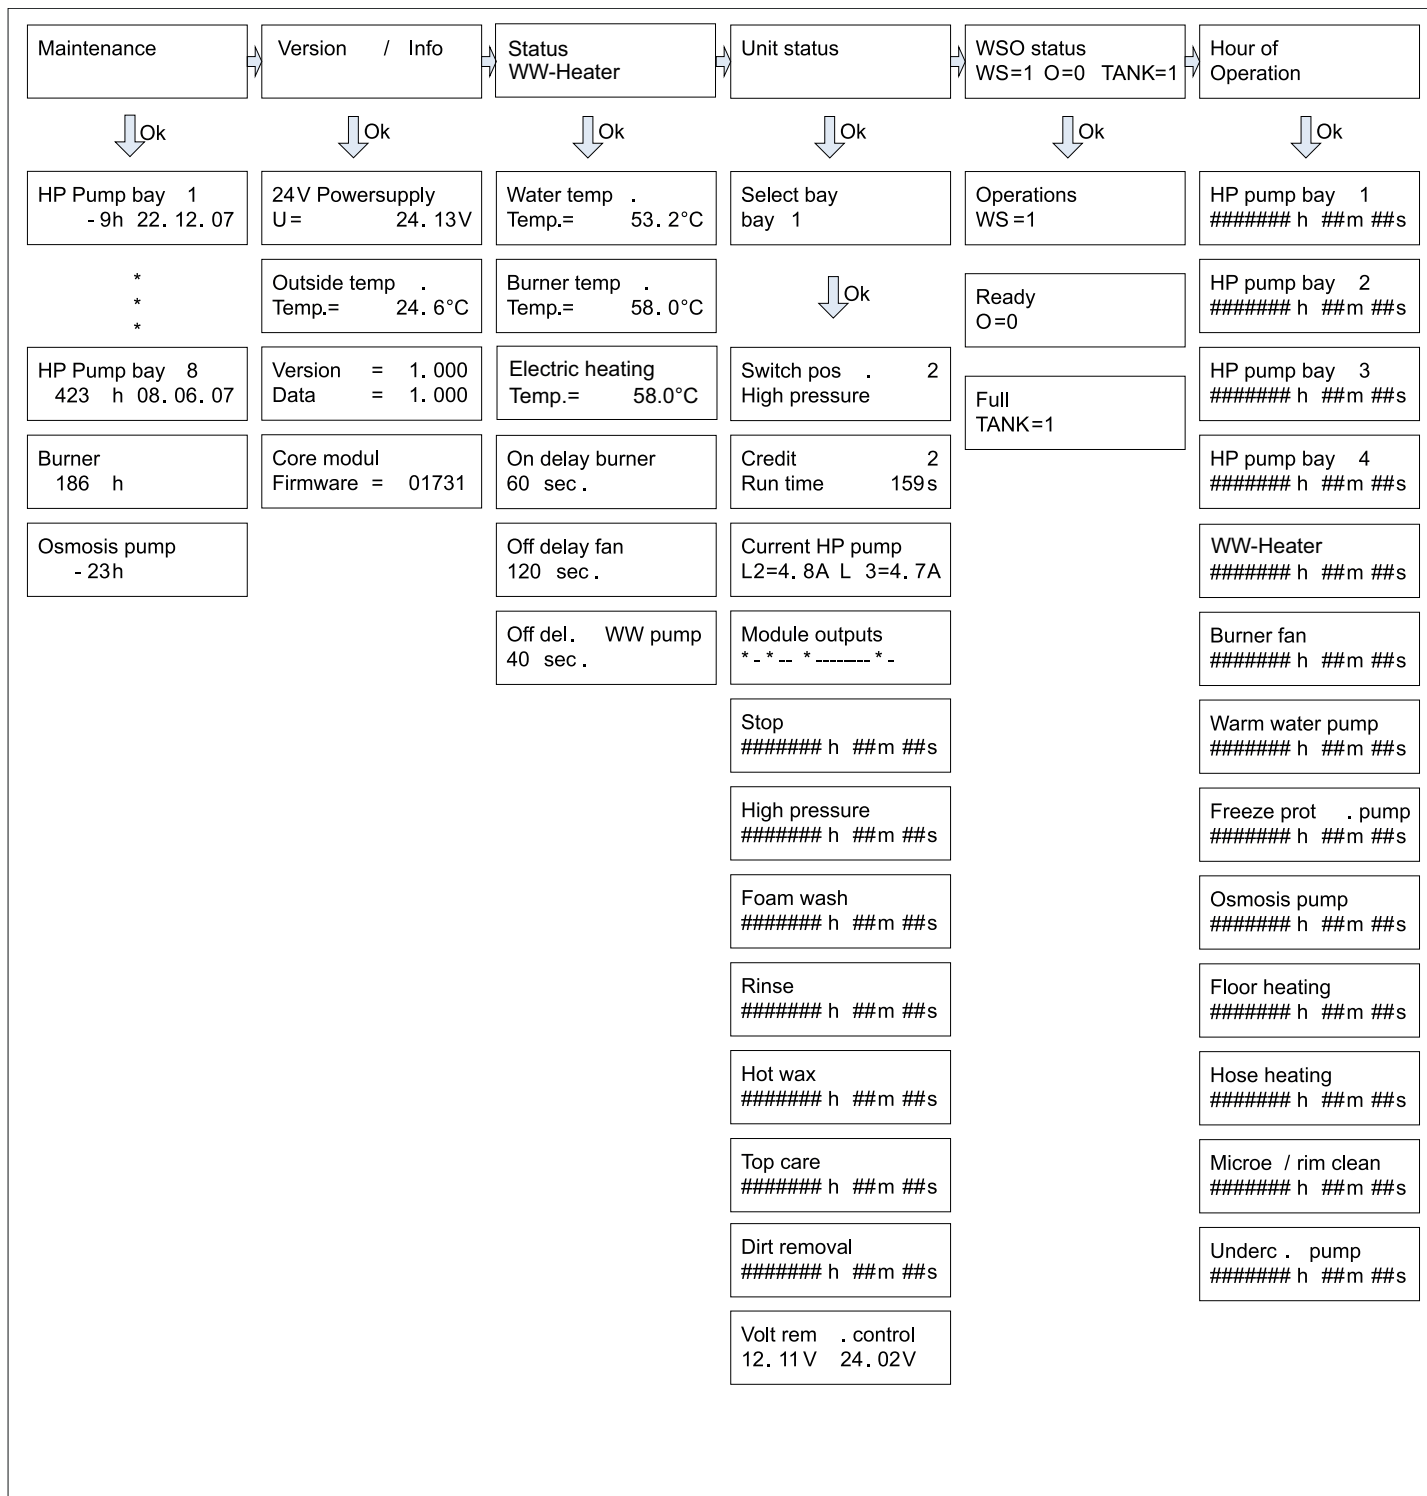 Maintenance
Ok
HP Pump bay 1
- 9h 22. 12. 07
*
*
*
HP Pump bay 8
423 h 08. 06. 07
Burner
186 h
Osmosis pump
- 23h
Version / Info
Ok
24V Powersupply
U= 24. 13V
Outside temp .
Temp.= 24. 6°C
Version = 1. 000
Data = 1. 000
Core modul
Firmware = 01731
Status
WW-Heater
Ok
Water temp .
Temp.= 53. 2°C
Burner temp .
Temp.= 58. 0°C
Electric heating
Temp.= 58.0°C
On delay burner
60 sec.
Off delay fan
120 sec.
Off del. WW pump
40 sec.
Unit status
Ok
Select bay
bay 1
Ok
Switch pos . 2
High pressure
Credit 2
Run time 159s
Current HP pump
L2=4. 8A L 3=4. 7A
Module outputs
* - * -- * -------- * -
Stop
####### h ##m ##s
High pressure
####### h ##m ##s
Foam wash
####### h ##m ##s
Rinse
####### h ##m ##s
Hot wax
####### h ##m ##s
Top care
####### h ##m ##s
Dirt removal
####### h ##m ##s
Volt rem . control
12. 11V 24. 02V
WSO status
WS=1 O=0 TANK=1
Ok
Operations
WS =1
Ready
O=0
Full
TANK=1
Hour of
Operation
Ok
HP pump bay 1
####### h ##m ##s
HP pump bay 2
####### h ##m ##s
HP pump bay 3
####### h ##m ##s
HP pump bay 4
####### h ##m ##s
WW-Heater
####### h ##m ##s
Burner fan
####### h ##m ##s
Warm water pump
####### h ##m ##s
Freeze prot . pump
####### h ##m ##s
Osmosis pump
####### h ##m ##s
Floor heating
####### h ##m ##s
Hose heating
####### h ##m ##s
Microe / rim clean
####### h ##m ##s
Underc . pump
####### h ##m ##s